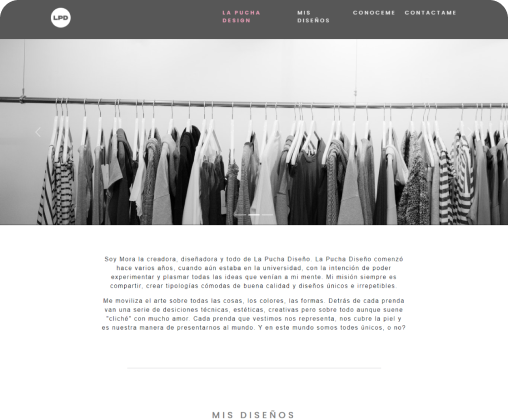 LPD
LA PUCHA
DESIGN
MIS
DISEÑOS
CONOCEME
CONTACTAME
Soy Mora la creadora, diseñadora y todo de La Pucha Diseño. La Pucha Diseño comenzó
hace varios años, cuando aún estaba en la universidad, con la intención de poder
experimentar y plasmar todas las ideas que venían a mi mente. Mi misión siempre es
compartir, crear tipologías cómodas de buena calidad y diseños únicos e irrepetibles.
Me moviliza el arte sobre todas las cosas, los colores, las formas. Detrás de cada prenda
van una serie de desiciones técnicas, estéticas, creativas pero sobre todo aunque suene
"cliché" con mucho amor. Cada prenda que vestimos nos representa, nos cubre la piel y
es nuestra manera de presentarnos al mundo. Y en este mundo somos todes únicos, o no?
MIS DISEÑOS